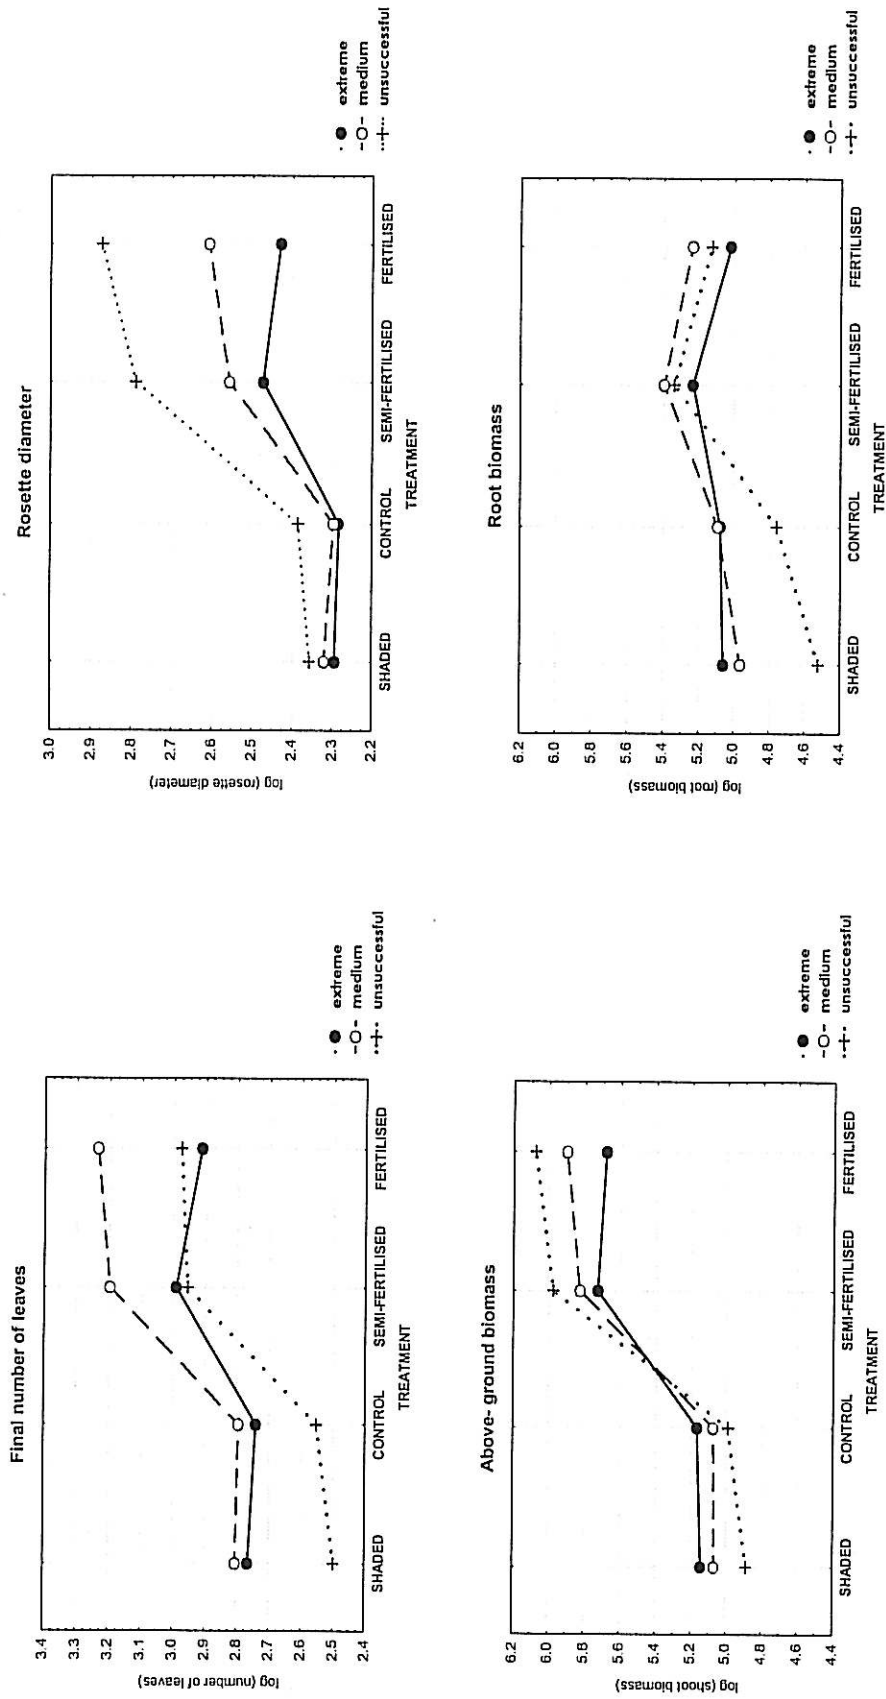 Final number of leaves
log (number of leaves)
3.4
3.3
3.2
3.1
3.0
2.9
2.8
2.7
2.6
2.5
2.4
SHADED CONTROL SEMI-FERTILISED FERTILISED
TREATMENT
extreme
medium
unsuccessful
Rosette diameter
log (rosette diameter)
3.0
2.9
2.8
2.7
2.6
2.5
2.4
2.3
2.2
SHADED CONTROL SEMI-FERTILISED FERTILISED
TREATMENT
extreme
medium
unsuccessful
Above- ground biomass
log (shoot biomass)
6.2
6.0
5.8
5.6
5.4
5.2
5.0
4.8
4.6
4.4
SHADED CONTROL SEMI-FERTILISED FERTILISED
TREATMENT
extreme
medium
unsuccessful
Root biomass
log (root biomass)
6.2
6.0
5.8
5.6
5.4
5.2
5.0
4.8
4.6
4.4
SHADED CONTROL SEMI-FERTILISED FERTILISED
TREATMENT
extreme
medium
unsuccessful